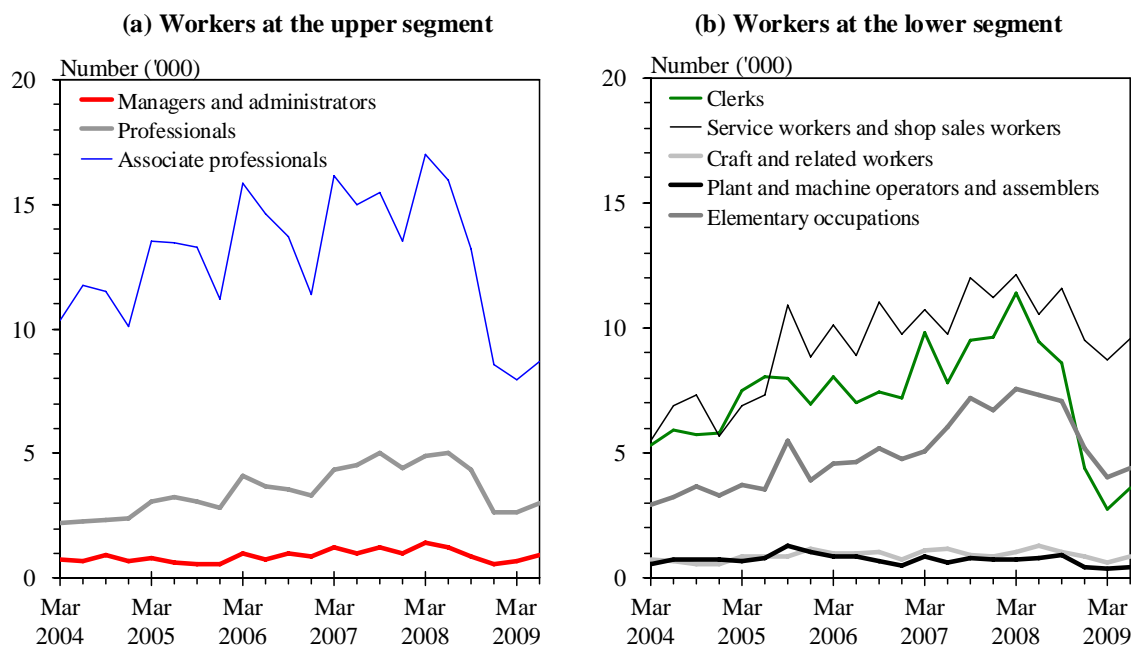 (a) Workers at the upper segment
Number ('000)
20
15
10
5
0
Managers and administrators
Professionals
Associate professionals
Mar Mar Mar Mar Mar Mar
2004 2005 2006 2007 2008 2009
(b) Workers at the lower segment
Number ('000)
20
15
10
5
0
Clerks
Service workers and shop sales workers
Craft and related workers
Plant and machine operators and assemblers
Elementary occupations
Mar Mar Mar Mar Mar Mar
2004 2005 2006 2007 2008 2009